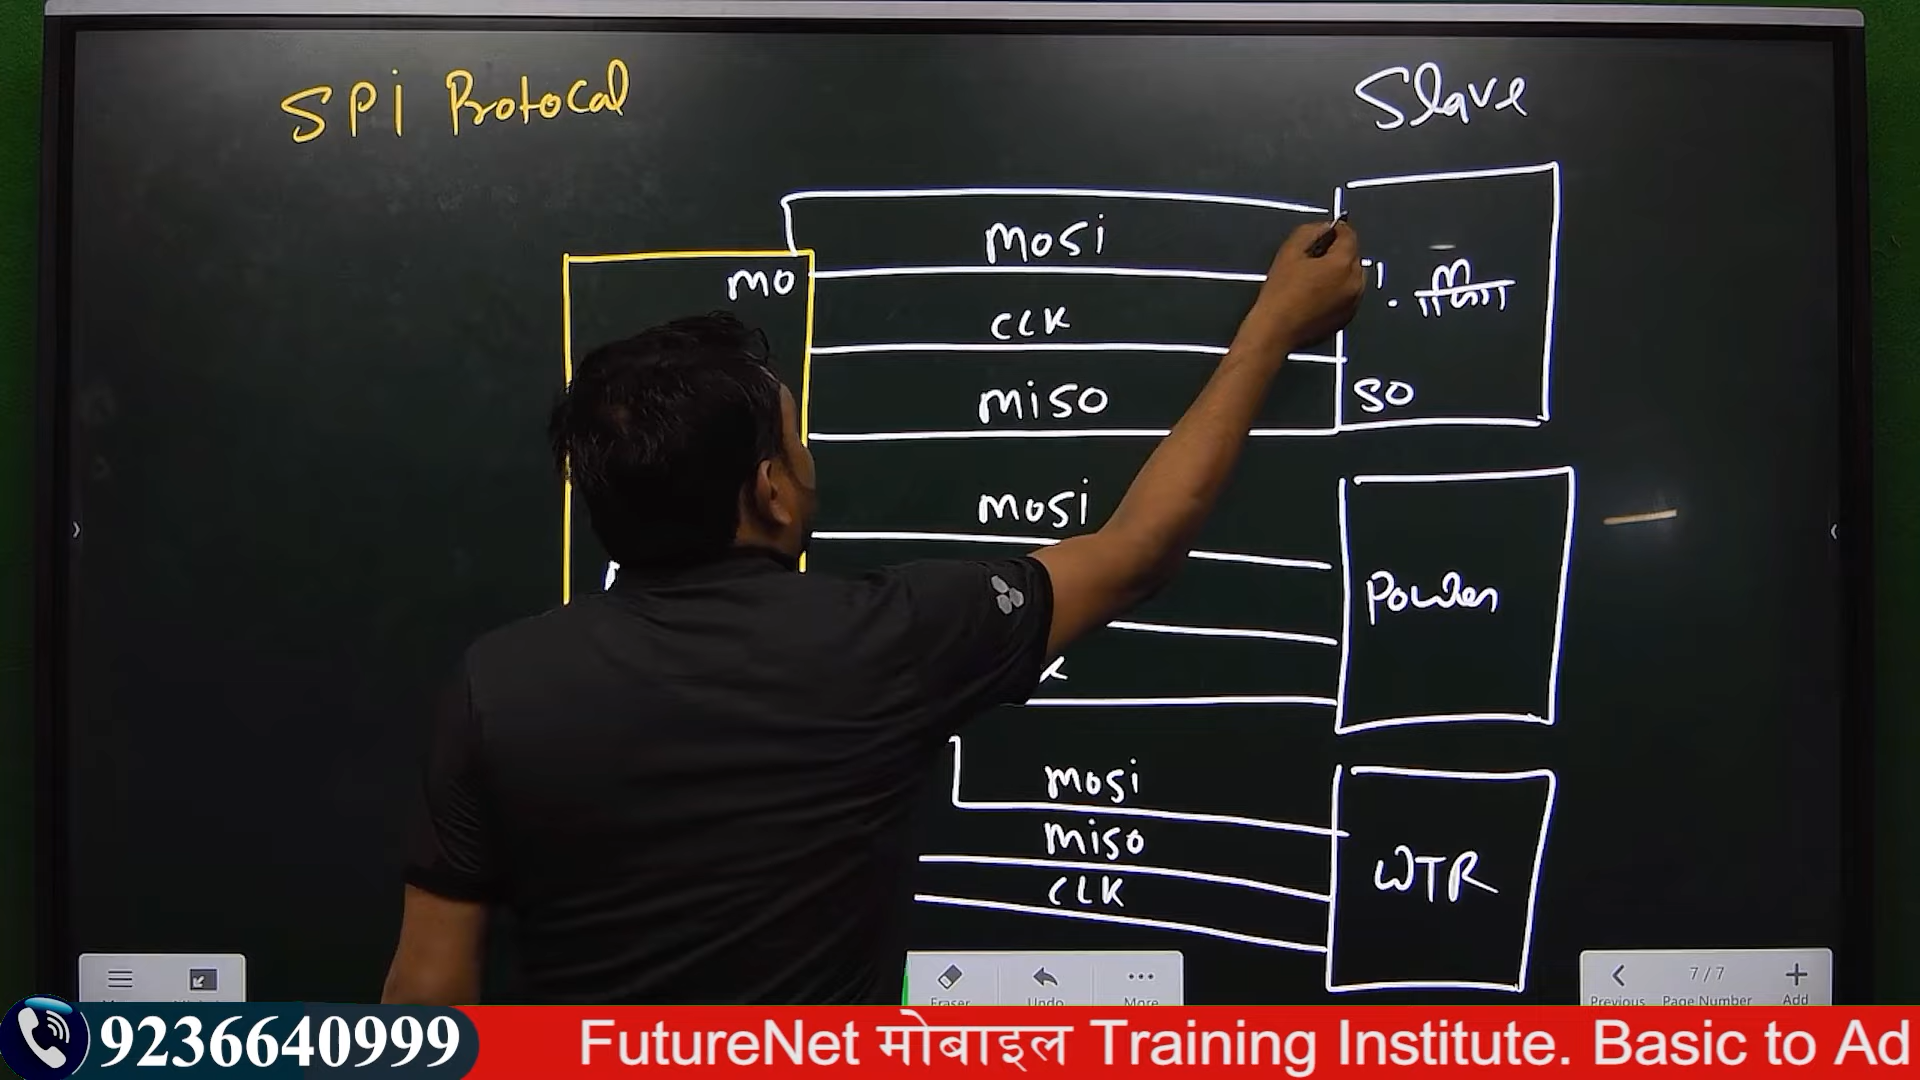 SPI Protocal
Slave
MOSI
MO
CLK
MISO
SO
MOSI
Power
MOSI
MISO
CLK
WTR
Eraser
Undo
More
7/7
Previous
Page Number
Add
9236640999
FutureNet मोबाइल Training Institute. Basic to Ad